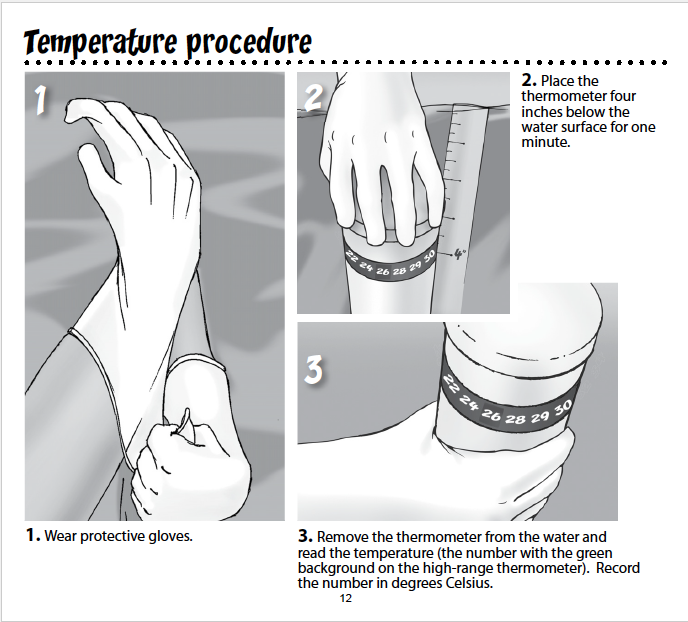 Temperature procedure
1
2
2. Place the
thermometer four
inches below the
water surface for one
minute.
4"
22 24 26 28 29 30
3
22 24 26 28 29 30
1. Wear protective gloves.
3. Remove the thermometer from the water and
read the temperature (the number with the green
background on the high-range thermometer).  Record
the number in degrees Celsius.
12